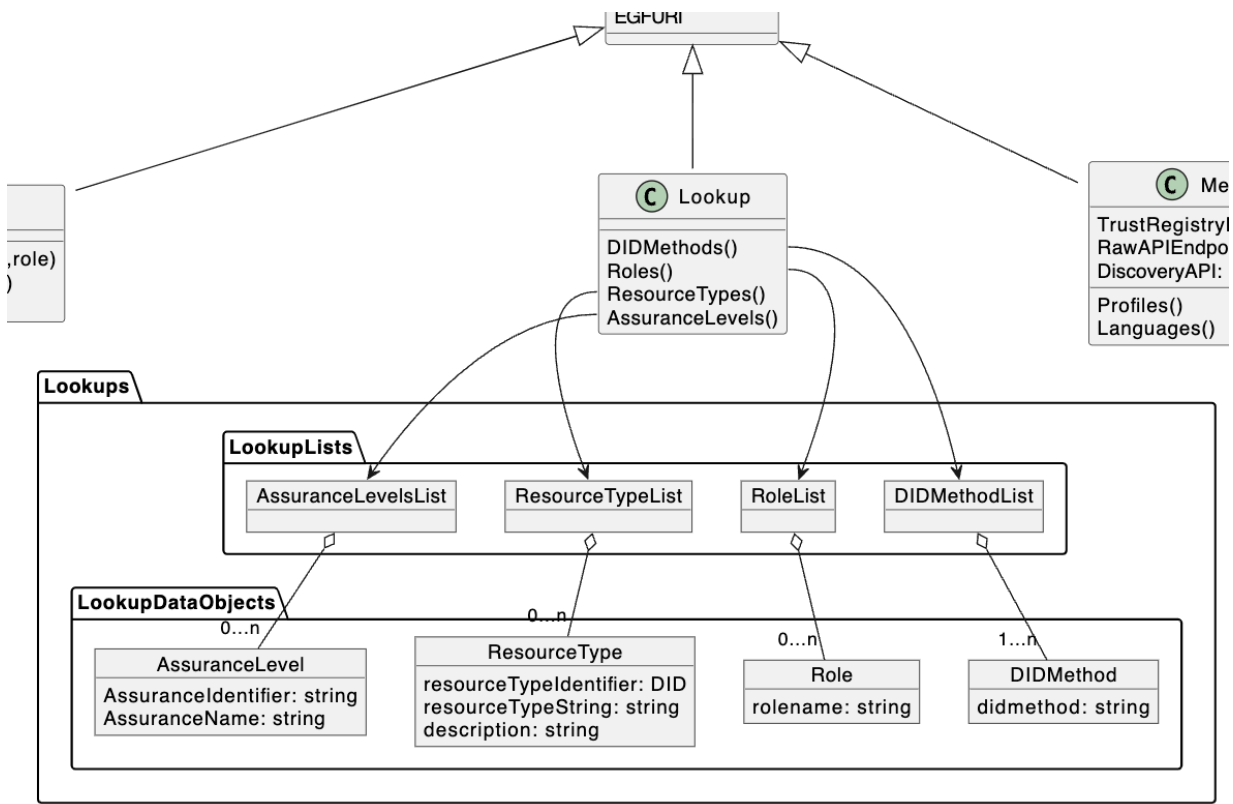 EGFURI
C Lookup
DIDMethods()
Roles()
ResourceTypes()
AssuranceLevels()
,role)
)
C Me
TrustRegistry
RawAPIEndpo
DiscoveryAPI:
Profiles()
Languages()
Lookups
LookupLists
AssuranceLevelsList
ResourceTypeList
RoleList
DIDMethodList
LookupDataObjects
0...n
0...n
0...n
1...n
AssuranceLevel
AssuranceIdentifier: string
AssuranceName: string
ResourceType
resourceTypeIdentifier: DID
resourceTypeString: string
description: string
Role
rolename: string
DIDMethod
didmethod: string